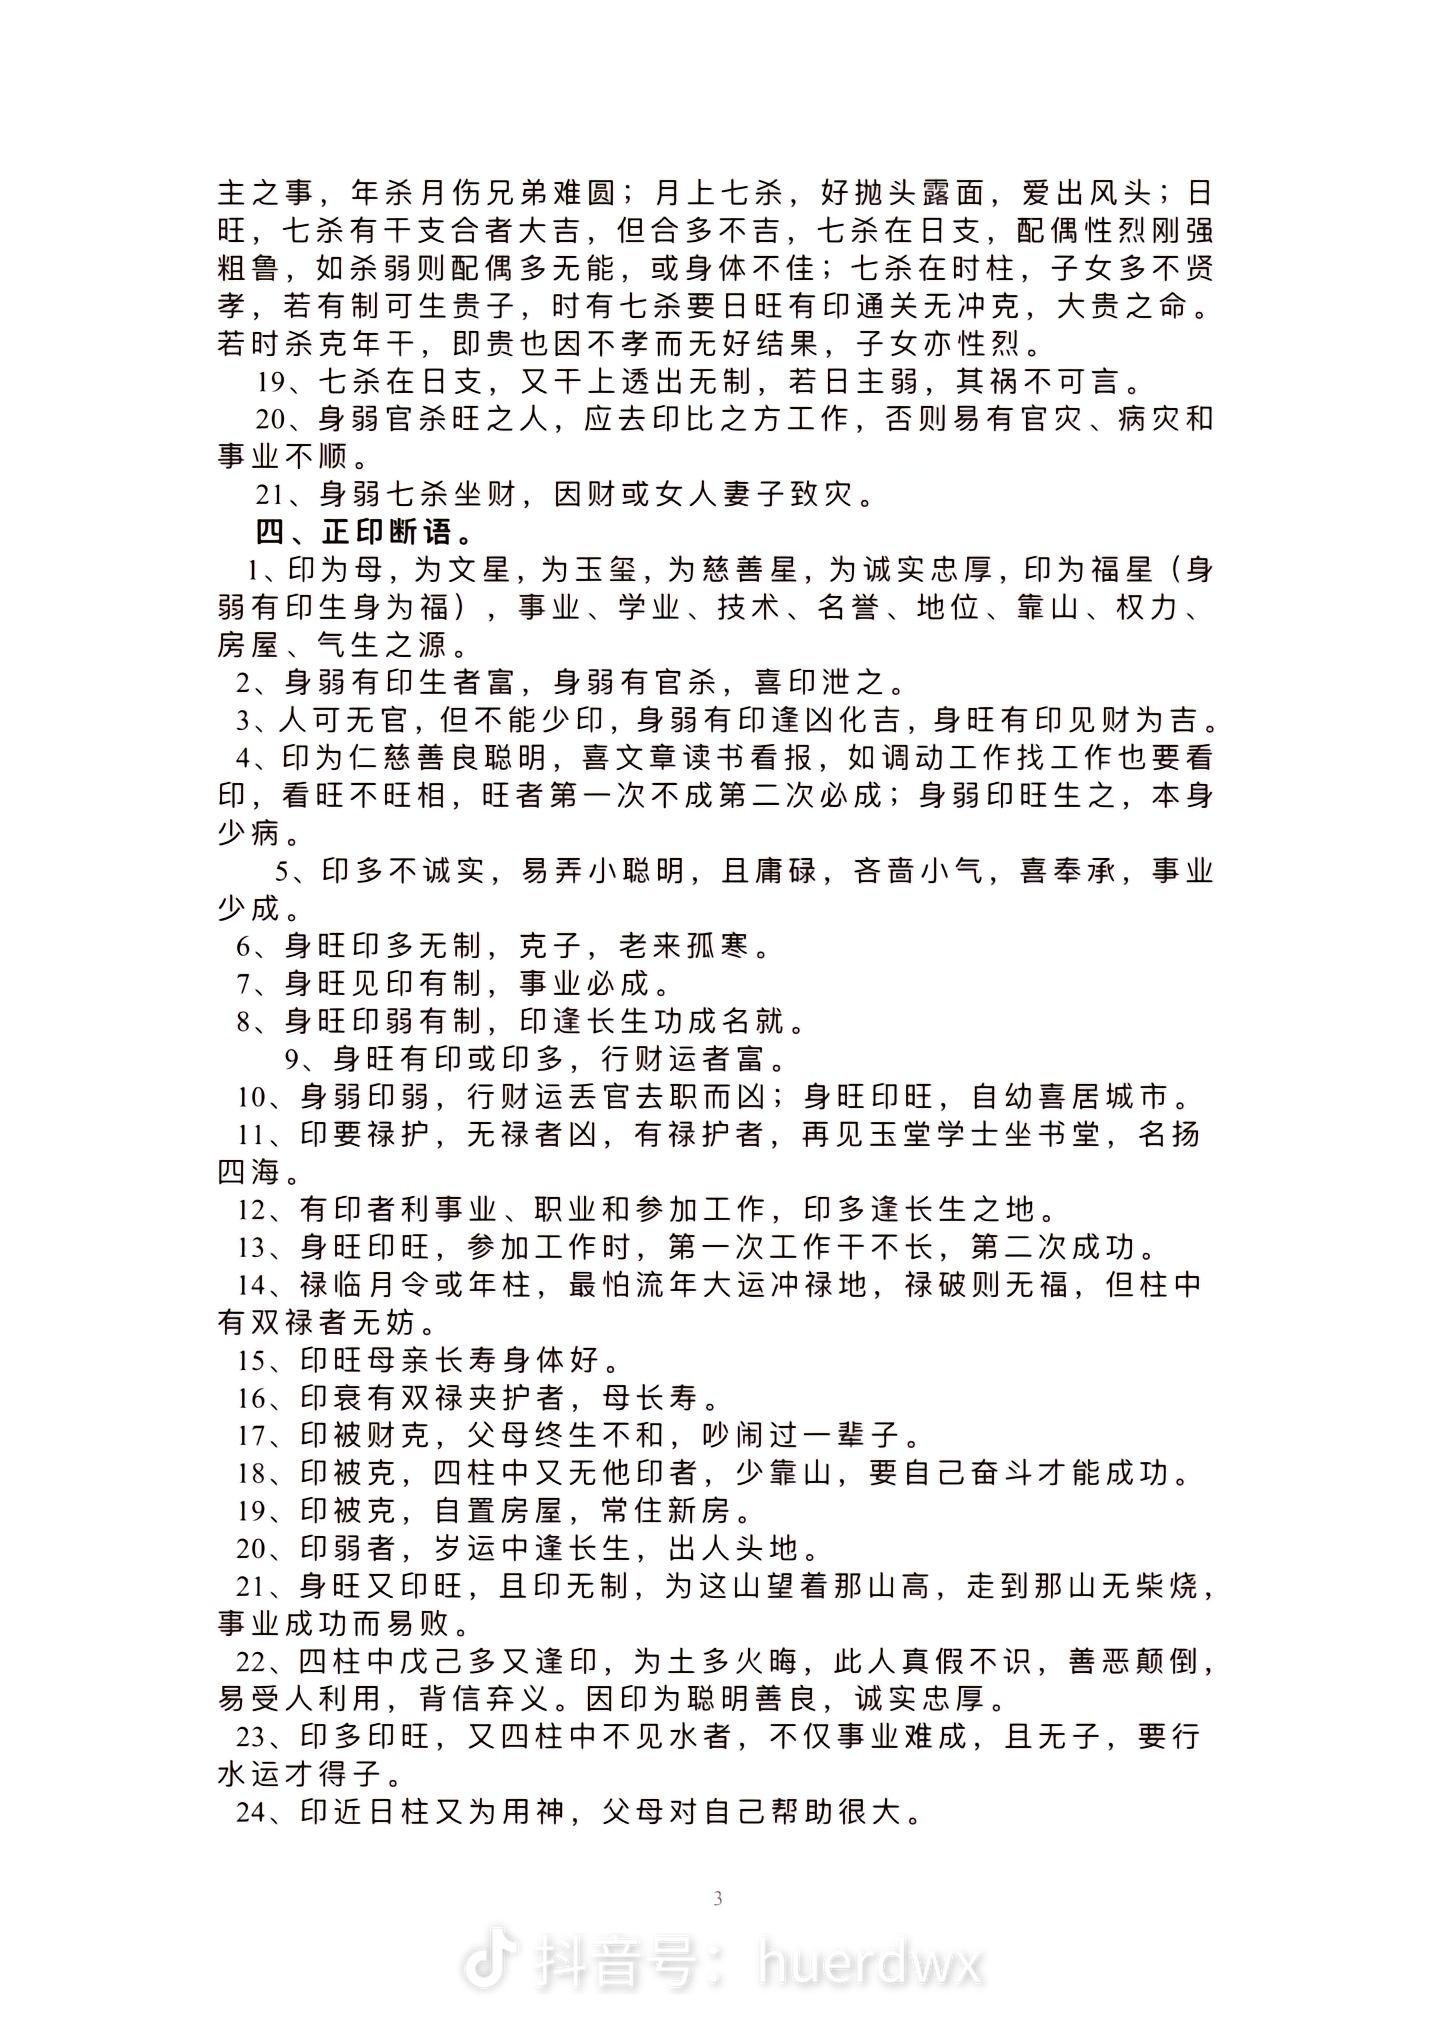 主之事，年杀月伤兄弟难圆；月上七杀，好抛头露面，爱出风头；日
旺，七杀有干支合者大吉，但合多不吉，七杀在日支，配偶性烈刚强
粗鲁，如杀弱则配偶多无能，或身体不佳；七杀在时柱，子女多不贤
孝，若有制可生贵子，时有七杀要日旺有印通关无冲克，大贵之命。
若时杀克年干，即贵也因不孝而无好结果，子女亦性烈。
19、七杀在日支，又干上透出无制，若日主弱，其祸不可言。
20、身弱官杀旺之人，应去印比之方工作，否则易有官灾、病灾和
事业不顺。
21、身弱七杀坐财，因财或女人妻子致灾。
四、正印断语。
1、印为母，为文星，为玉玺，为慈善星，为诚实忠厚，印为福星（身
弱有印生身为福），事业、学业、技术、名誉、地位、靠山、权力、
房屋、气生之源。
2、身弱有印生者富，身弱有官杀，喜印泄之。
3、人可无官，但不能少印，身弱有印逢凶化吉，身旺有印见财为吉。
4、印为仁慈善良聪明，喜文章读书看报，如调动工作找工作也要看
印，看旺不旺相，旺者第一次不成第二次必成；身弱印旺生之，本身
少病。
5、印多不诚实，易弄小聪明，且庸碌，吝啬小气，喜奉承，事业
少成。
6、身旺印多无制，克子，老来孤寒。
7、身旺见印有制，事业必成。
8、身旺印弱有制，印逢长生功成名就。
9、身旺有印或印多，行财运者富。
10、身弱印弱，行财运丢官去职而凶；身旺印旺，自幼喜居城市。
11、印要禄护，无禄者凶，有禄护者，再见玉堂学士坐书堂，名扬
四海。
12、有印者利事业、职业和参加工作，印多逢长生之地。
13、身旺印旺，参加工作时，第一次工作干不长，第二次成功。
14、禄临月令或年柱，最怕流年大运冲禄地，禄破则无福，但柱中
有双禄者无妨。
15、印旺母亲长寿身体好。
16、印衰有双禄夹护者，母长寿。
17、印被财克，父母终生不和，吵闹过一辈子。
18、印被克，四柱中又无他印者，少靠山，要自己奋斗才能成功。
19、印被克，自置房屋，常住新房。
20、印弱者，岁运中逢长生，出人头地。
21、身旺又印旺，且印无制，为这山望着那山高，走到那山无柴烧，
事业成功而易败。
22、四柱中戊己多又逢印，为土多火晦，此人真假不识，善恶颠倒，
易受人利用，背信弃义。因印为聪明善良，诚实忠厚。
23、印多印旺，又四柱中不见水者，不仅事业难成，且无子，要行
水运才得子。
24、印近日柱又为用神，父母对自己帮助很大。
3
抖音号：huerdwx